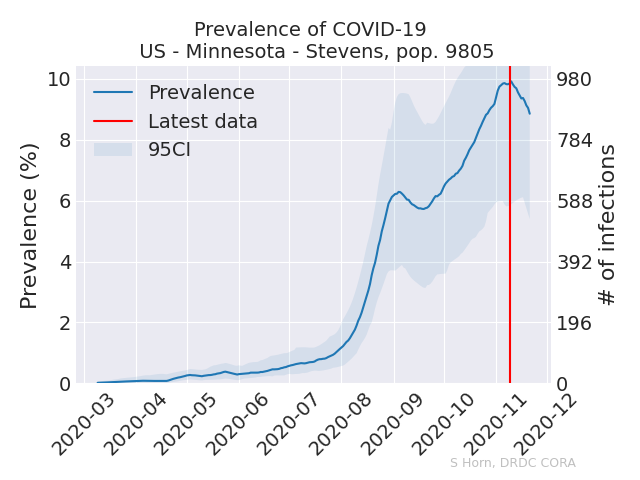 Prevalence of COVID-19
US - Minnesota - Stevens, pop. 9805
Prevalence
Latest data
95CI
Prevalence (%)
10
8
6
4
2
0
# of infections
980
784
588
392
196
0
2020-03
2020-04
2020-05
2020-06
2020-07
2020-08
2020-09
2020-10
2020-11
2020-12
S Horn, DRDC CORA